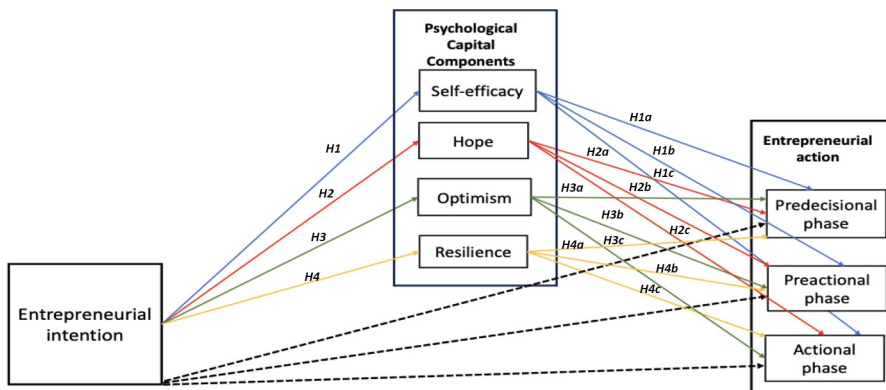 Psychological
Capital
Components
Self-efficacy
Hope
Optimism
Resilience
Entrepreneurial
intention
H1
H2
H3
H4
H1a
H1b
H1c
H2a
H2b
H2c
H3a
H3b
H3c
H4a
H4b
H4c
Entrepreneurial
action
Predecisional
phase
Preactional
phase
Actional
phase